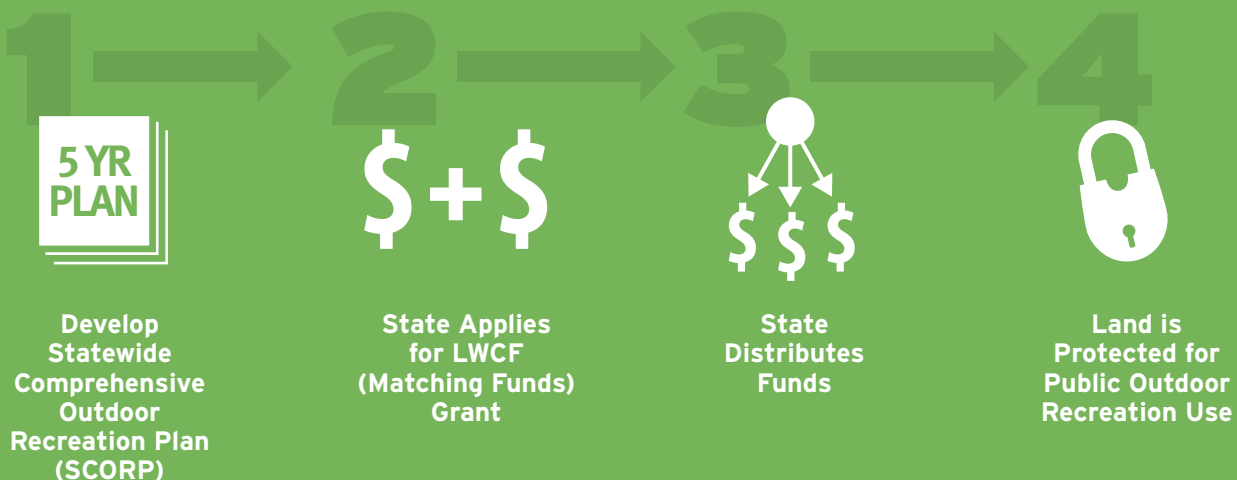 1
2
3
4
5 YR
PLAN
$+$
$ $ $
Develop
Statewide
Comprehensive
Outdoor
Recreation Plan
(SCORP)
State Applies
for LWCF
(Matching Funds)
Grant
State
Distributes
Funds
Land is
Protected for
Public Outdoor
Recreation Use